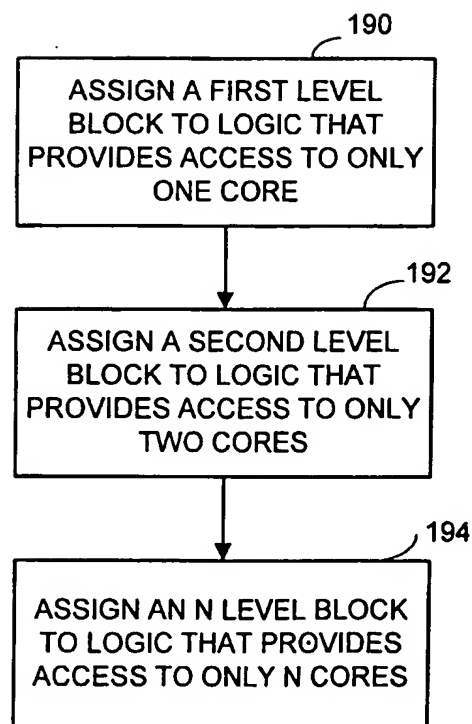 190
ASSIGN A FIRST LEVEL
BLOCK TO LOGIC THAT
PROVIDES ACCESS TO ONLY
ONE CORE
192
ASSIGN A SECOND LEVEL
BLOCK TO LOGIC THAT
PROVIDES ACCESS TO ONLY
TWO CORES
194
ASSIGN AN N LEVEL BLOCK
TO LOGIC THAT PROVIDES
ACCESS TO ONLY N CORES